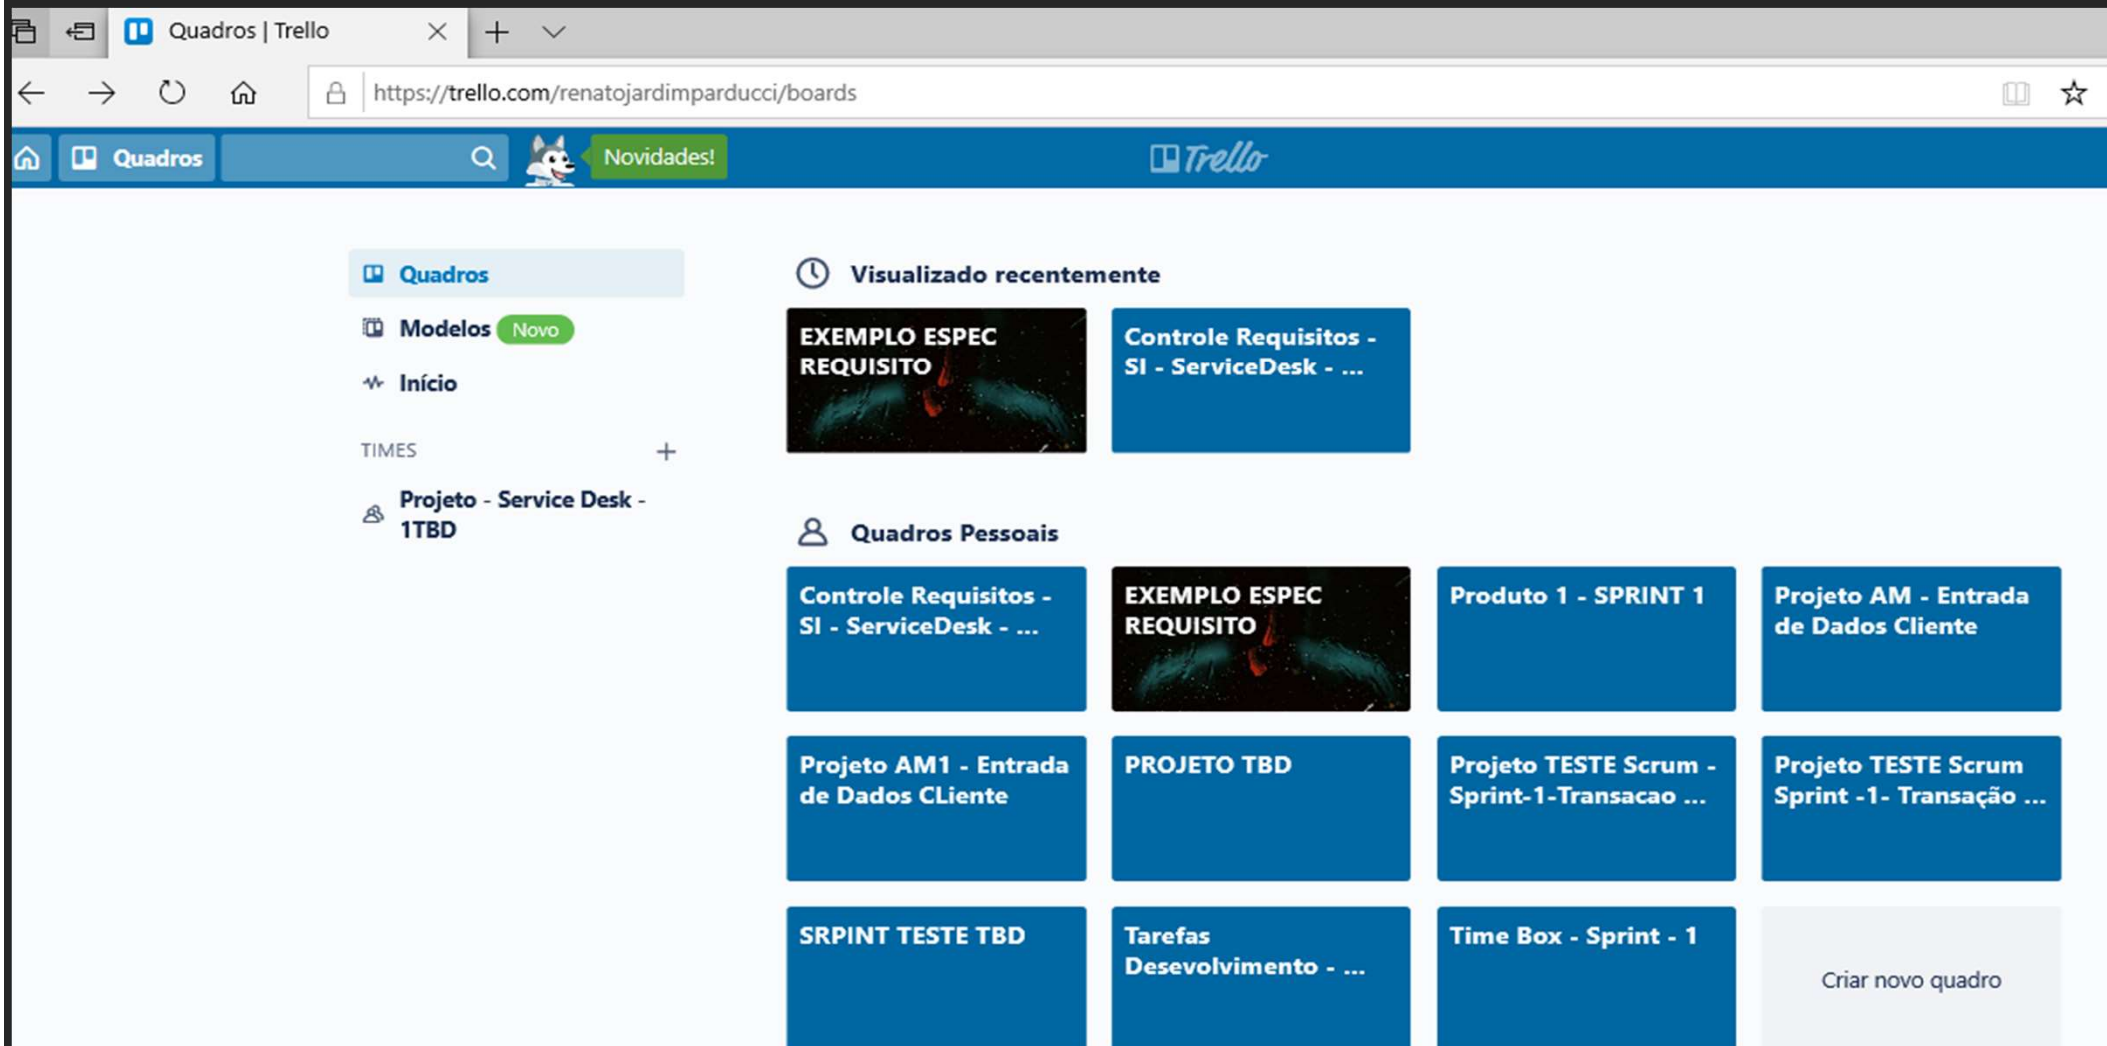 Quadros | Trello
https://trello.com/renatojardimparducci/boards
Quadros
Novidades!
Trello
Quadros
Modelos Novo
Início
TIMES
Projeto - Service Desk -
1TBD
Visualizado recentemente
EXEMPLO ESPEC
REQUISITO
Controle Requisitos -
SI - ServiceDesk - ...
Quadros Pessoais
Controle Requisitos -
SI - ServiceDesk - ...
EXEMPLO ESPEC
REQUISITO
Produto 1 - SPRINT 1
Projeto AM - Entrada
de Dados Cliente
Projeto AM1 - Entrada
de Dados CLiente
PROJETO TBD
Projeto TESTE Scrum -
Sprint-1-Transacao ...
Projeto TESTE Scrum
Sprint -1- Transação ...
SRPINT TESTE TBD
Tarefas
Desevolvimento - ...
Time Box - Sprint - 1
Criar novo quadro